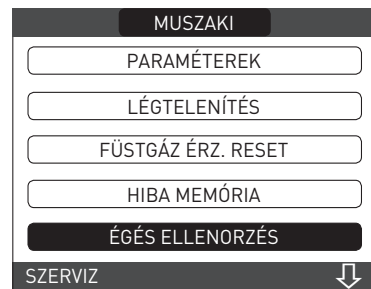 MUSZAKI
PARAMÉTEREK
LÉGTELENÍTÉS
FÜSTGÁZ ÉRZ. RESET
HIBA MEMÓRIA
ÉGÉS ELLENORZÉS
SZERVIZ